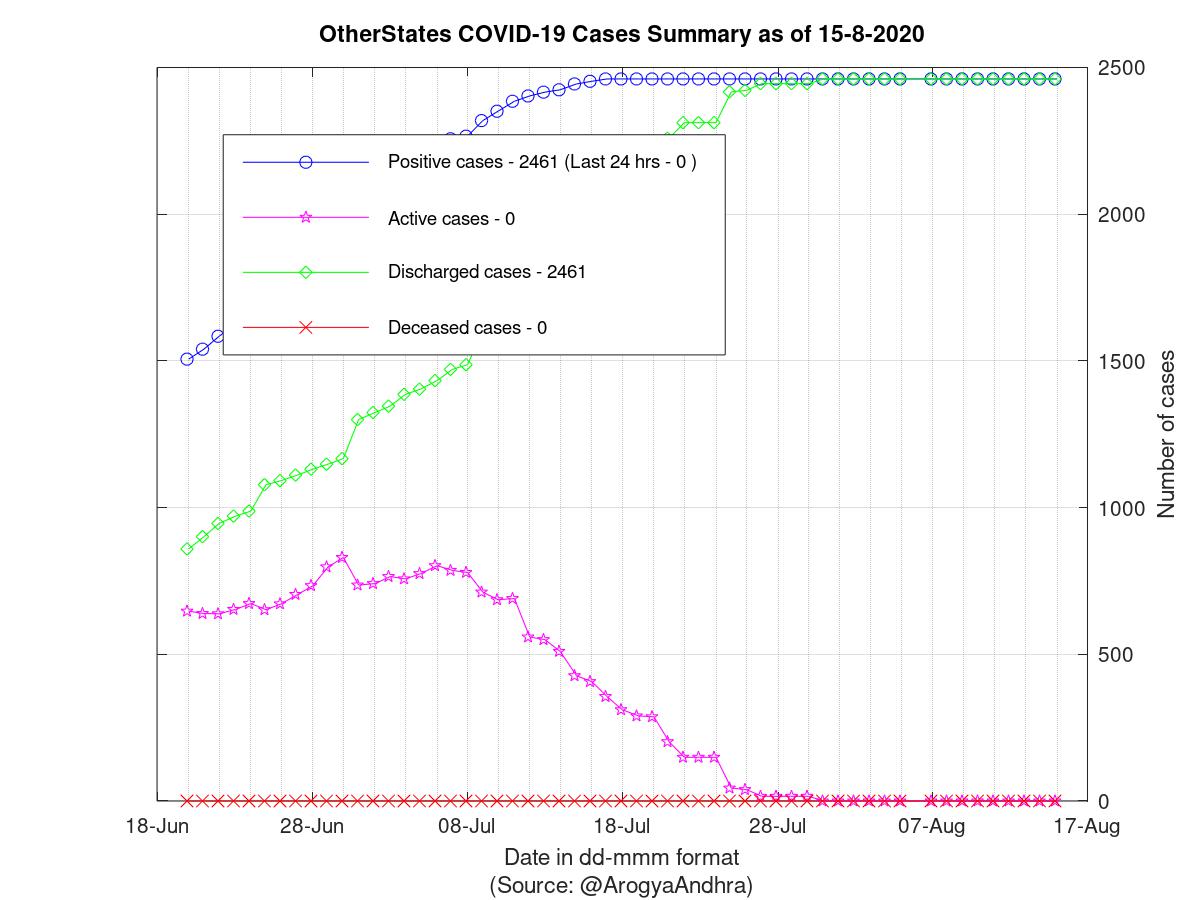 OtherStates COVID-19 Cases Summary as of 15-8-2020
2500
Positive cases - 2461 (Last 24 hrs - 0 )
2000
Active cases - 0
Discharged cases - 2461
Deceased cases - 0
1500
Number of cases
1000
500
0
18-Jun 28-Jun 08-Jul 18-Jul 28-Jul 07-Aug 17-Aug
Date in dd-mmm format
(Source: @ArogyaAndhra)